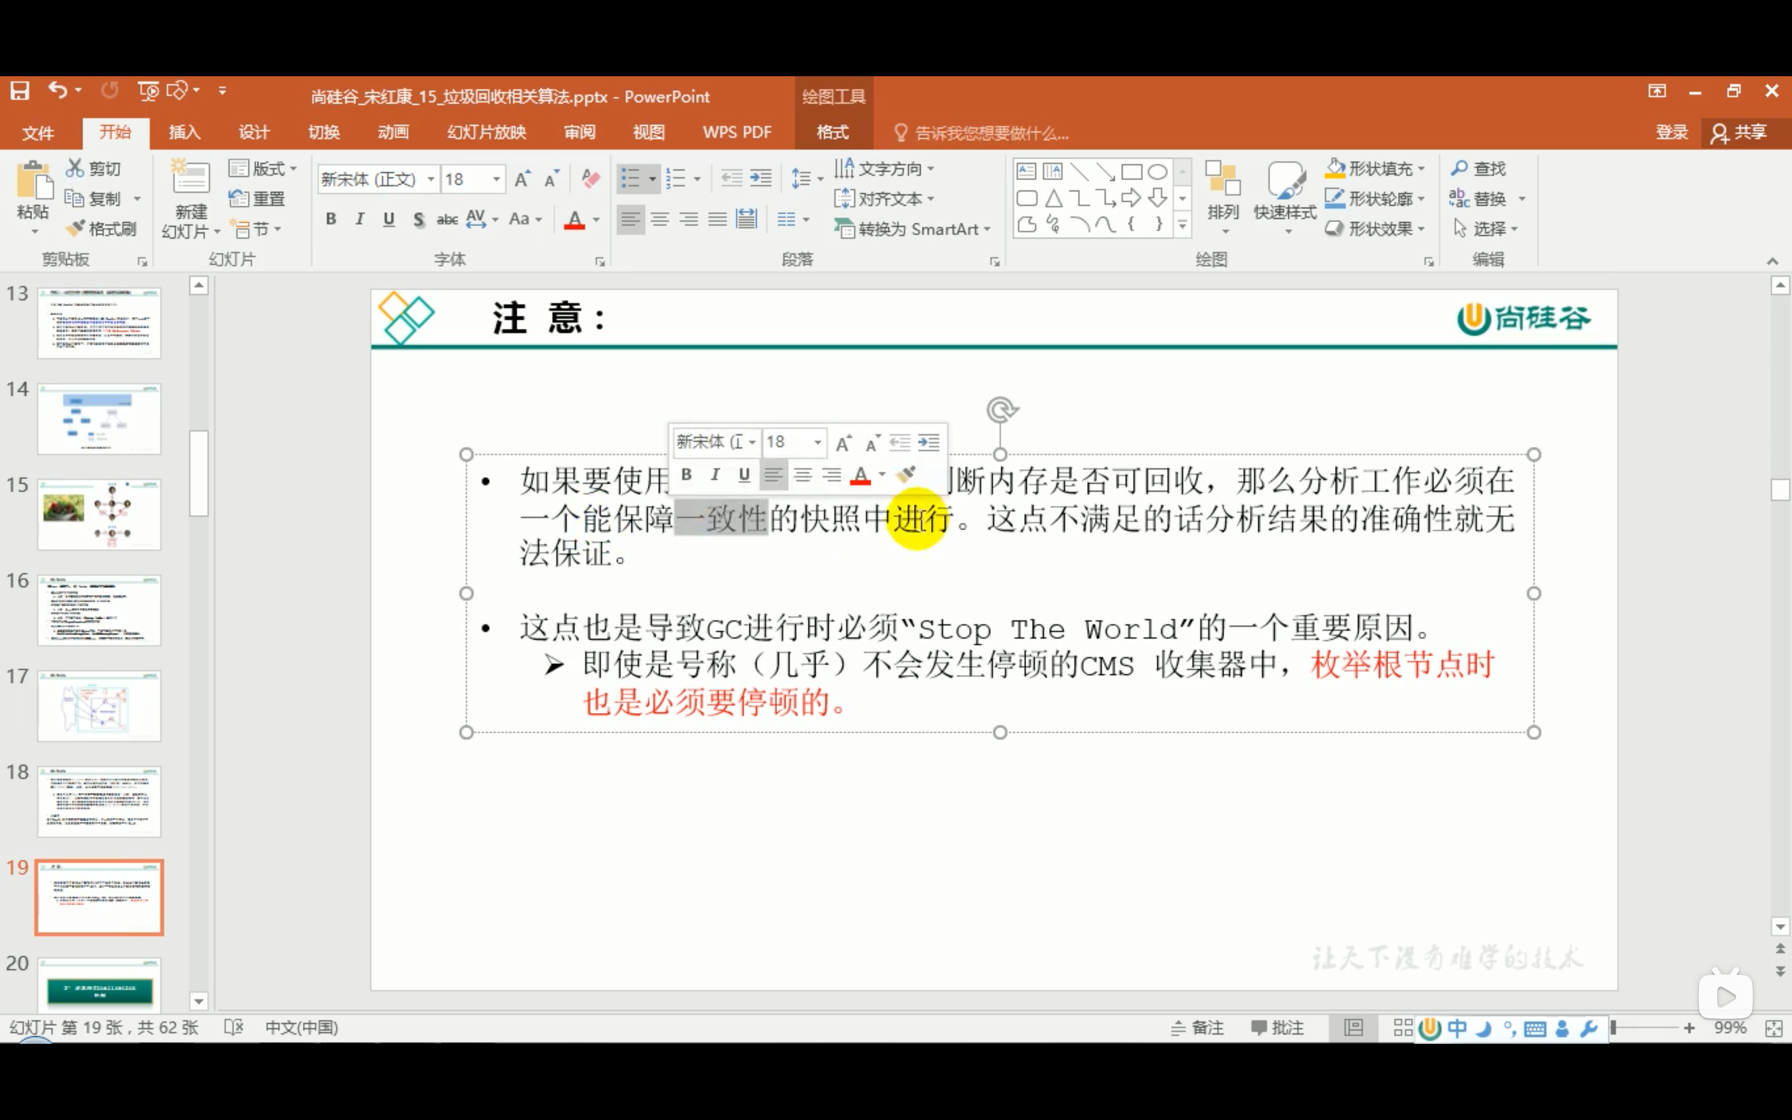 尚硅谷_宋红康_15_垃圾回收相关算法.pptx - PowerPoint
绘图工具
文件 开始 插入 设计 切换 动画 幻灯片放映 审阅 视图 WPS PDF 格式 告诉我您想要做什么... 登录 共享
粘贴 剪切 复制 格式刷 剪贴板
新建幻灯片 版式 重置 节 幻灯片
新宋体 (正文) 18 B I U S abc AV Aa A 字体
文字方向 对齐文本 转换为 SmartArt 段落
排列 快速样式 形状填充 形状轮廓 形状效果 绘图
查找 替换 选择 编辑
13
14
15
16
17
18
19
20
注 意：
尚硅谷
新宋体 (正 18
B I U A
如果要使用 断内存是否可回收，那么分析工作必须在
一个能保障一致性的快照中进行。这点不满足的话分析结果的准确性就无
法保证。
这点也是导致GC进行时必须“Stop The World”的一个重要原因。
即使是号称（几乎）不会发生停顿的CMS 收集器中，枚举根节点时
也是必须要停顿的。
让天下没有难学的技术
幻灯片 第 19 张，共 62 张 中文(中国) 备注 批注 中 99%